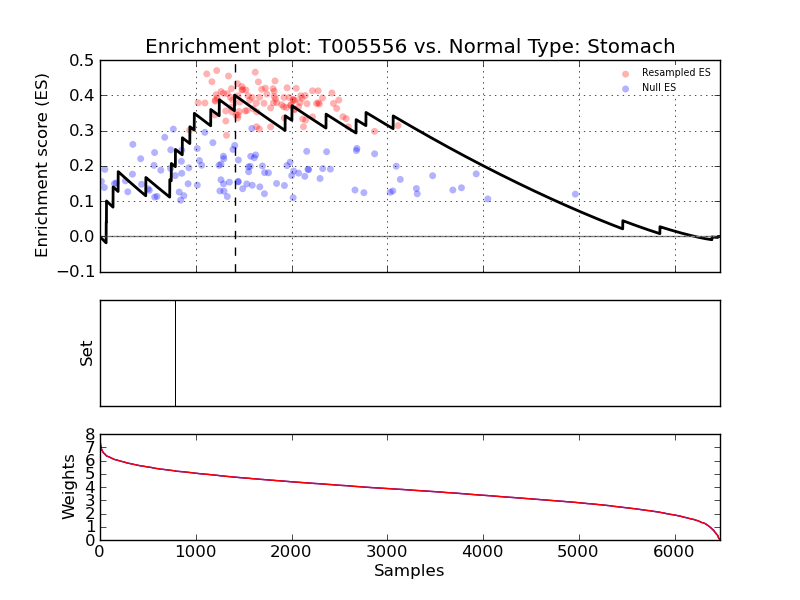 Enrichment plot: T005556 vs. Normal Type: Stomach
Enrichment score (ES)
0.5
0.4
0.3
0.2
0.1
0.0
−0.1
Resampled ES
Null ES
Set
Weights
8
7
6
5
4
3
2
1
0
0 1000 2000 3000 4000 5000 6000
Samples